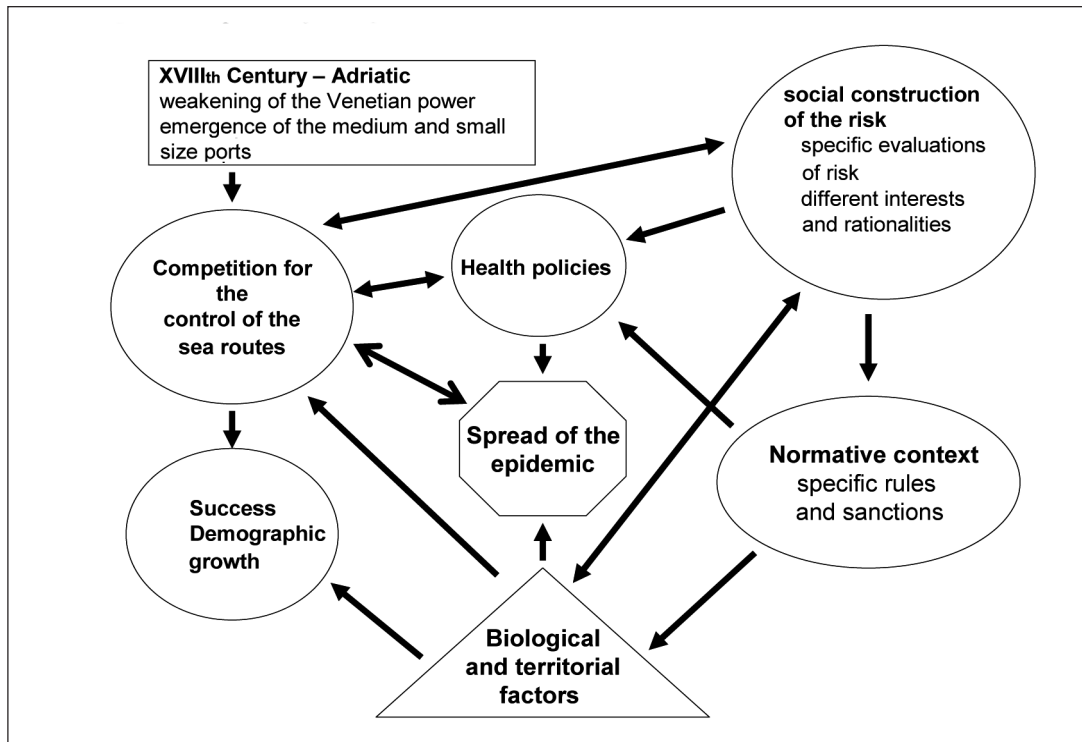 XVIIIth Century – Adriatic
weakening of the Venetian power
emergence of the medium and small
size ports
social construction
of the risk
specific evaluations
of risk
different interests
and rationalities
Competition for
the
control of the
sea routes
Health policies
Spread of the
epidemic
Normative context
specific rules
and sanctions
Success
Demographic
growth
Biological
and territorial
factors